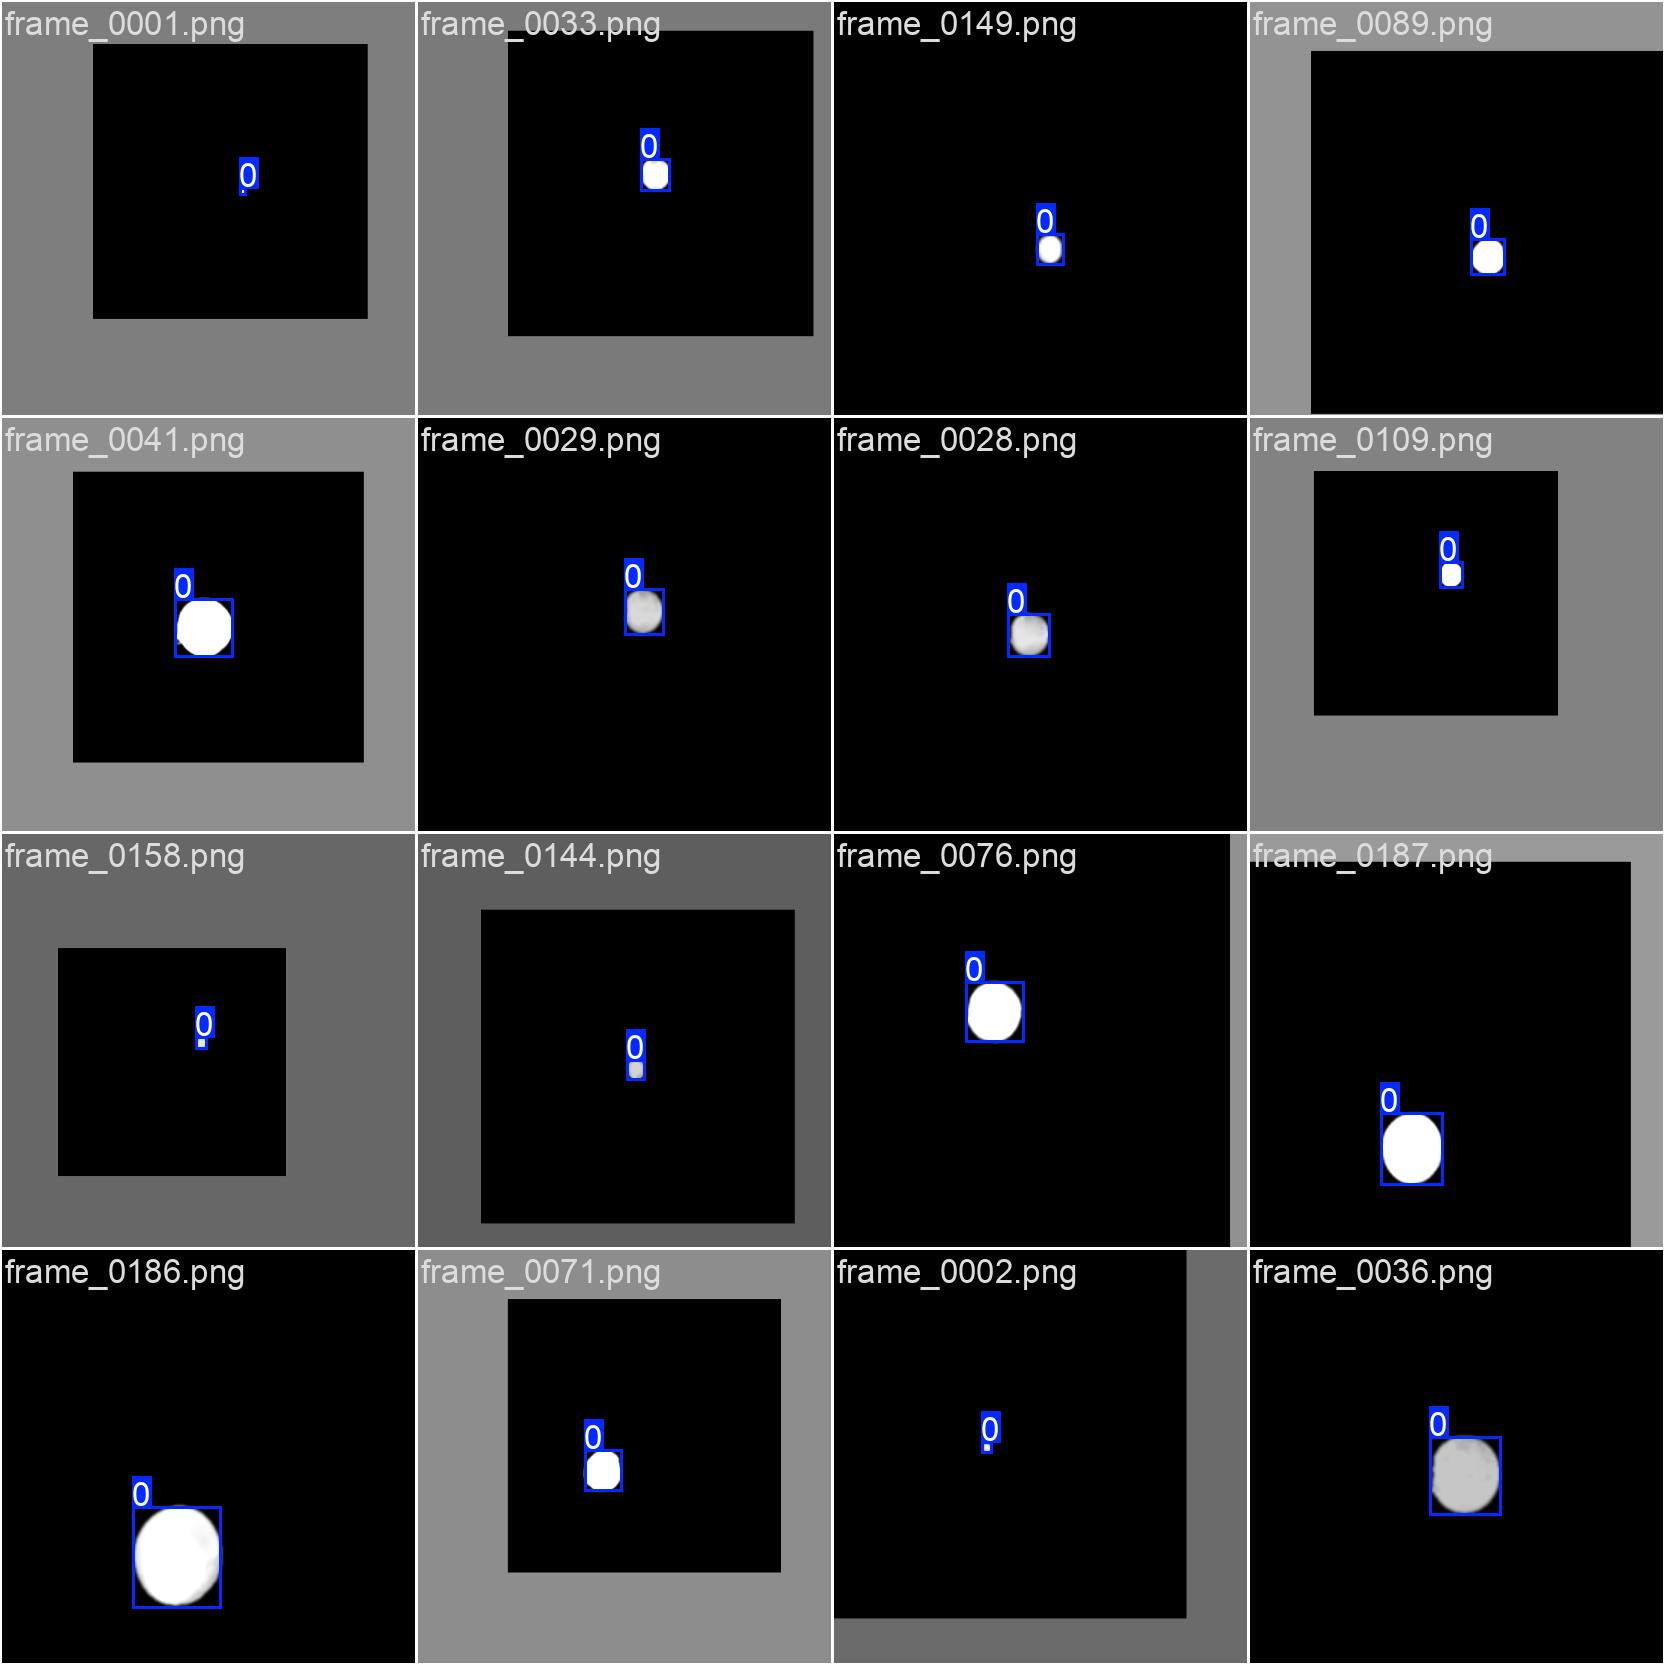 frame_0001.png
0
frame_0033.png
0
frame_0149.png
0
frame_0089.png
0
frame_0041.png
0
frame_0029.png
0
frame_0028.png
0
frame_0109.png
0
frame_0158.png
0
frame_0144.png
0
frame_0076.png
0
frame_0187.png
0
frame_0186.png
0
frame_0071.png
0
frame_0002.png
0
frame_0036.png
0